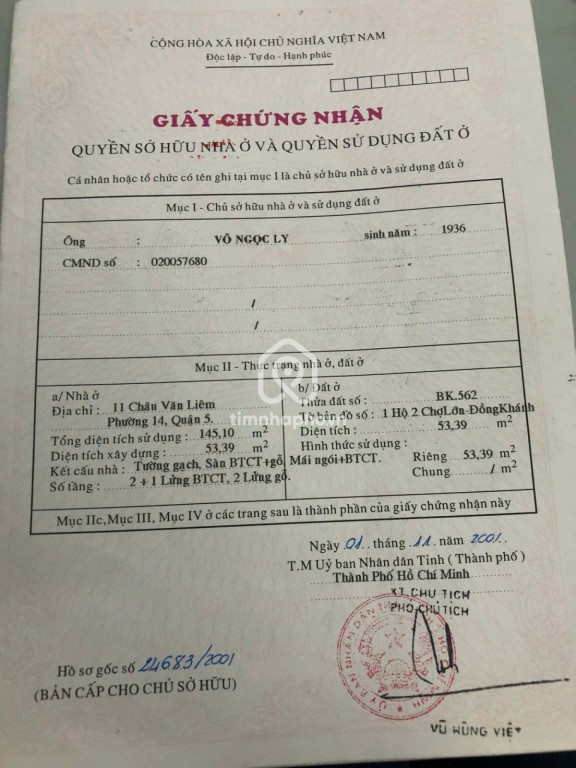 CỘNG HÒA XÃ HỘI CHỦ NGHĨA VIỆT NAM
Độc lập - Tự do - Hạnh phúc
GIẤY CHỨNG NHẬN
QUYỀN SỞ HỮU NHÀ Ở VÀ QUYỀN SỬ DỤNG ĐẤT Ở
Cá nhân hoặc tổ chức có tên ghi tại mục I là chủ sở hữu nhà ở và sử dụng đất ở
Mục I - Chủ sở hữu nhà ở và sử dụng đất ở
Ông : VÕ NGỌC LY sinh năm : 1936
CMND số : 020057680
/
/
Mục II - Thực trạng nhà ở, đất ở
a/ Nhà ở
Địa chỉ : 11 Châu Văn Liêm
Phường 14, Quận 5.
Tổng diện tích sử dụng : 145,10 m2
Diện tích xây dựng : 53,39 m2
Kết cấu nhà : Tường gạch, Sàn BTCT+gỗ, Mái ngói+BTCT.
Số tầng : 2 + 1 Lửng BTCT, 2 Lửng gỗ.
b/ Đất ở
Thửa đất số : BK.562
Tờ bản đồ số : 1 Hộ 2 ChợLớn ĐồngKhánh
Diện tích : 53,39 m2
Hình thức sử dụng :
Riêng : 53,39 m2
Chung : / m2
timnhapho.vn
Mục IIc, Mục III, Mục IV ở các trang sau là thành phần của giấy chứng nhận này
Ngày 01 tháng 11 năm 2001
T.M Uỷ ban Nhân dân Tỉnh ( Thành phố )
Thành Phố Hồ Chí Minh
KT.CHỦ TỊCH
PHÓ CHỦ TỊCH
Hồ sơ gốc số 24683/2001
(BẢN CẤP CHO CHỦ SỞ HỮU)
VŨ HÙNG VIỆT